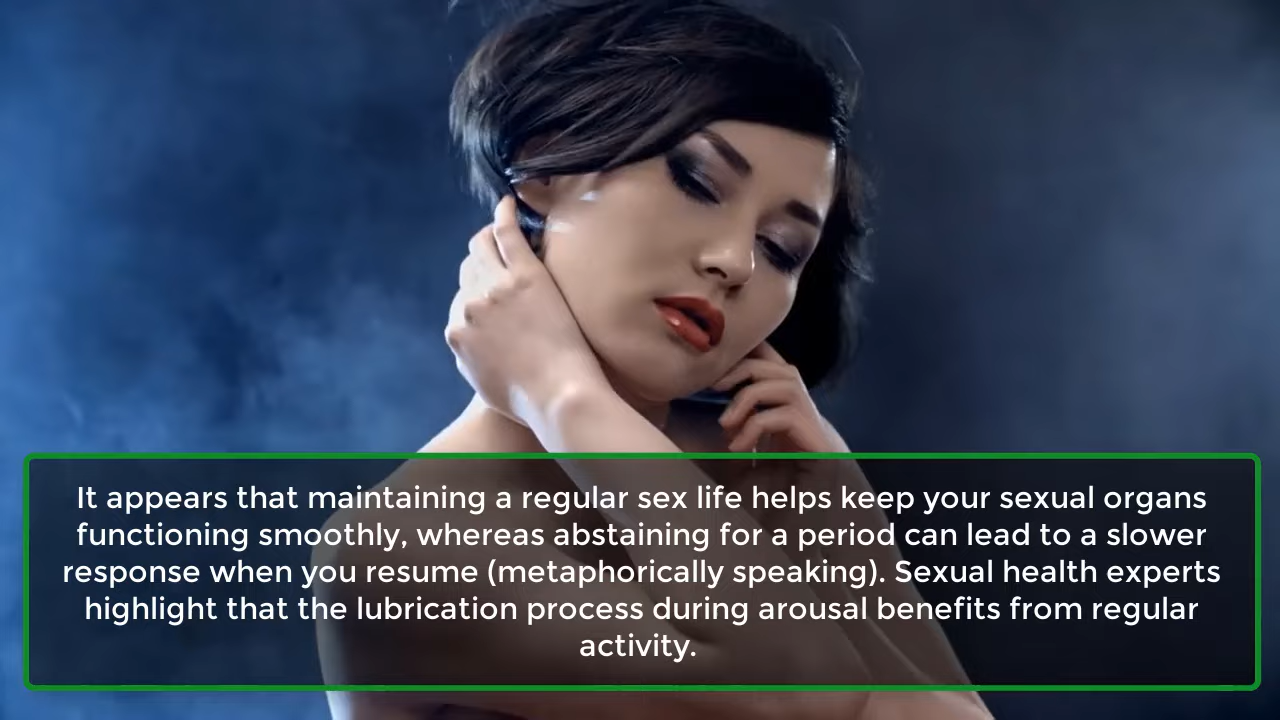 It appears that maintaining a regular sex life helps keep your sexual organs
functioning smoothly, whereas abstaining for a period can lead to a slower
response when you resume (metaphorically speaking). Sexual health experts
highlight that the lubrication process during arousal benefits from regular
activity.